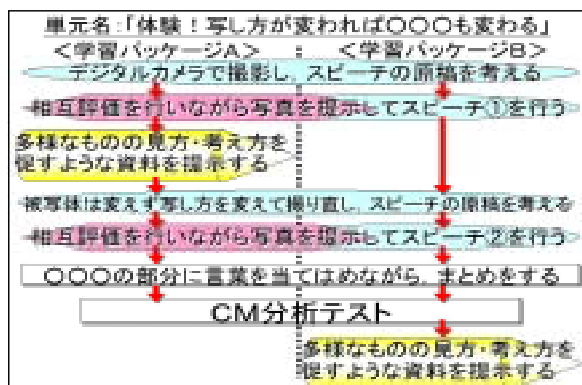 単元名:「体験!写し方が変われば〇〇〇も変わる」
<学習パッケージA> <学習パッケージB>
デジタルカメラで撮影し、スピーチの原稿を考える
相互評価を行いながら写真を提示してスピーチ①を行う
多様なものの見方・考え方を
促すような資料を提示する
被写体は変えず写し方を変えて撮り直し、スピーチの原稿を考える
相互評価を行いながら写真を提示してスピーチ②を行う
〇〇〇の部分に言葉を当てはめながら、まとめをする
CM分析テスト
多様なものの見方・考え方を
促すような資料を提示する